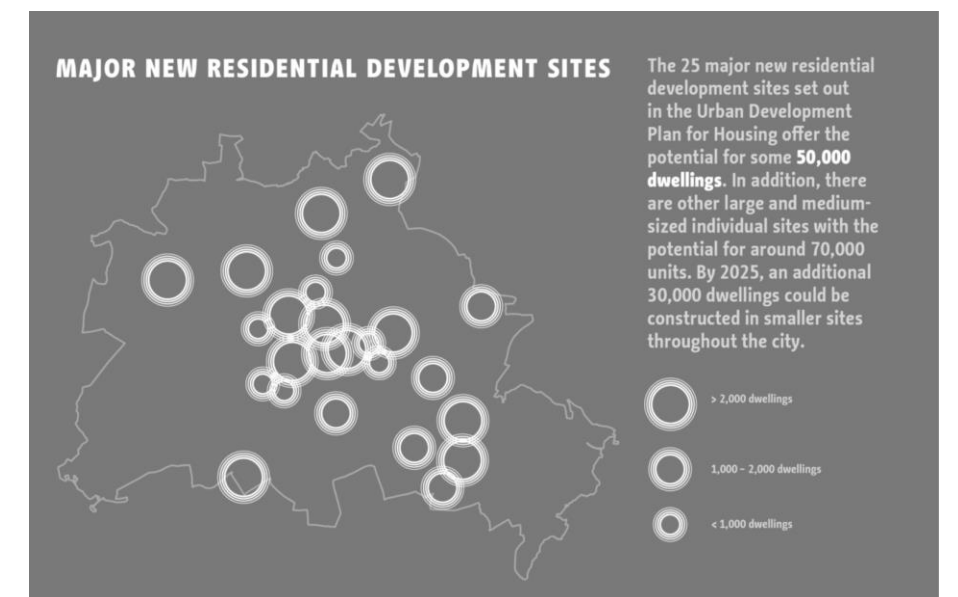 MAJOR NEW RESIDENTIAL DEVELOPMENT SITES
The 25 major new residential
development sites set out
in the Urban Development
Plan for Housing offer the
potential for some 50,000
dwellings. In addition, there
are other large and medium-
sized individual sites with the
potential for around 70,000
units. By 2025, an additional
30,000 dwellings could be
constructed in smaller sites
throughout the city.
> 2,000 dwellings
1,000 – 2,000 dwellings
< 1,000 dwellings